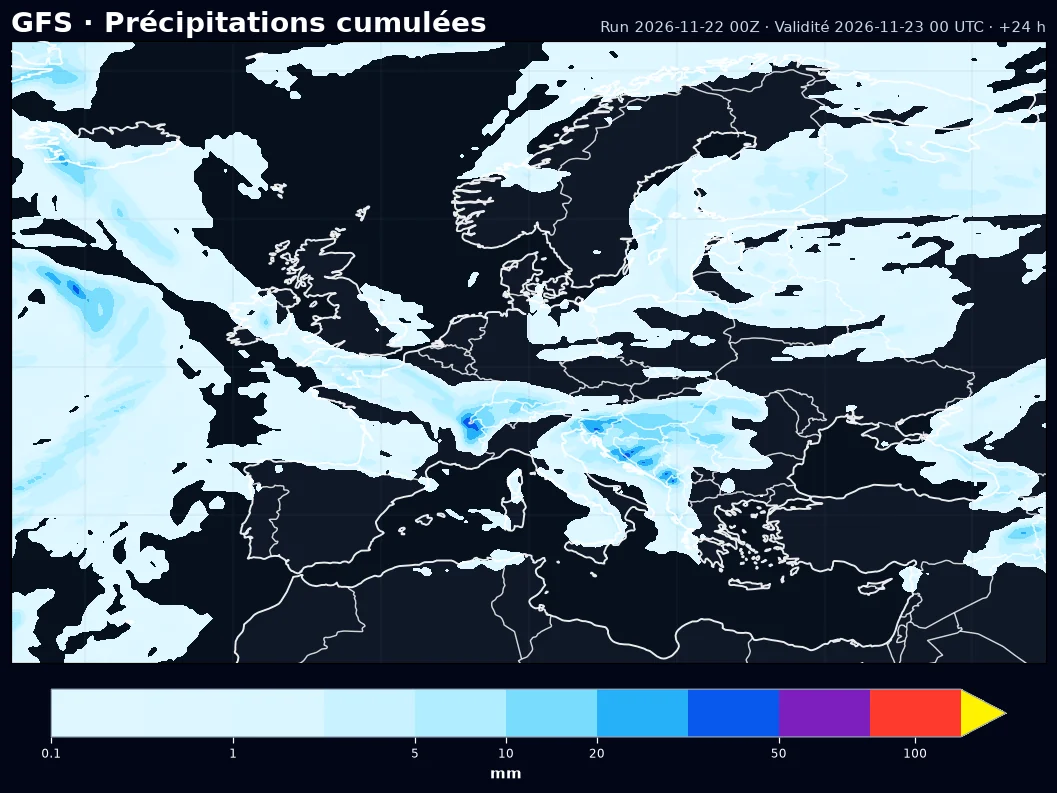 GFS · Précipitations cumulées
Run 2026-11-22 00Z · Validité 2026-11-23 00 UTC · +24 h
0.1 1 5 10 20 50 100
mm